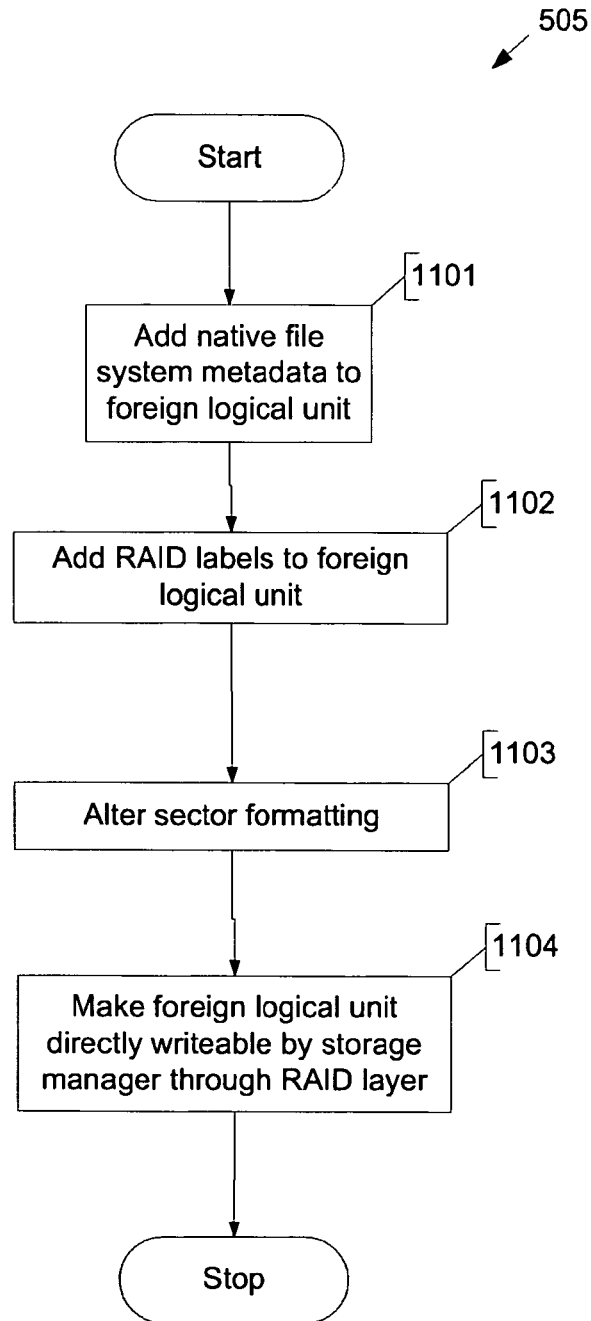 505
Start
1101
Add native file
system metadata to
foreign logical unit
1102
Add RAID labels to foreign
logical unit
1103
Alter sector formatting
1104
Make foreign logical unit
directly writeable by storage
manager through RAID layer
Stop